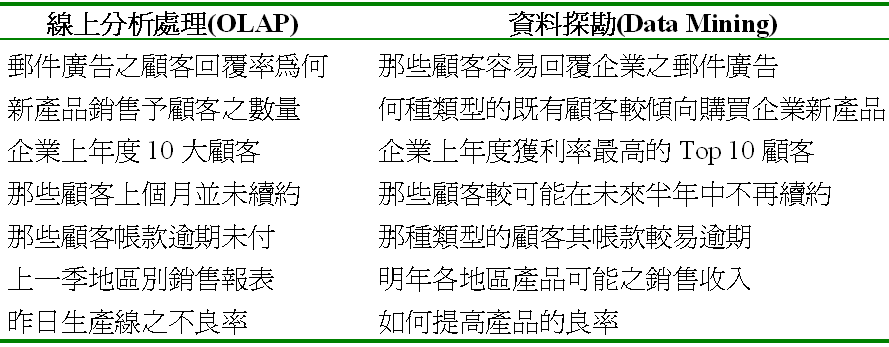 線上分析處理(OLAP) 資料探勘(Data Mining)
郵件廣告之顧客回覆率為何 那些顧客容易回覆企業之郵件廣告
新產品銷售予顧客之數量 何種類型的既有顧客較傾向購買企業新產品
企業上年度 10 大顧客 企業上年度獲利率最高的 Top 10 顧客
那些顧客上個月並未續約 那些顧客較可能在未來半年中不再續約
那些顧客帳款逾期未付 那種類型的顧客其帳款較易逾期
上一季地區別銷售報表 明年各地區產品可能之銷售收入
昨日生產線之不良率 如何提高產品的良率